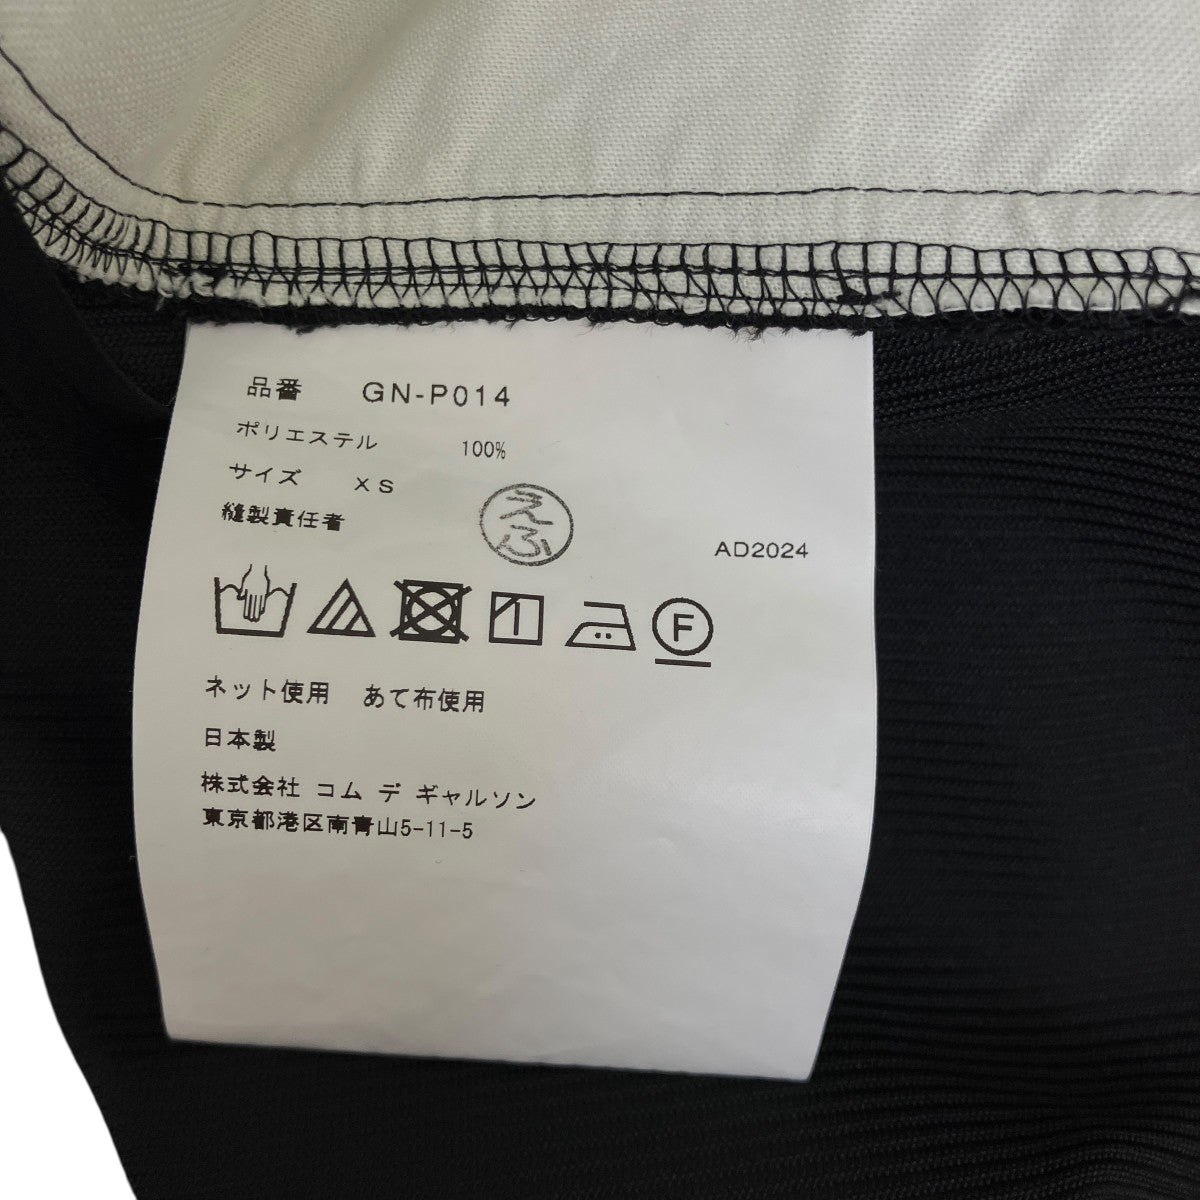 品番 GN-P014
ポリエステル 100%
サイズ XS
縫製責任者 えふ
AD2024
F
ネット使用 あて布使用
日本製
株式会社 コム デ ギャルソン
東京都港区南青山5-11-5